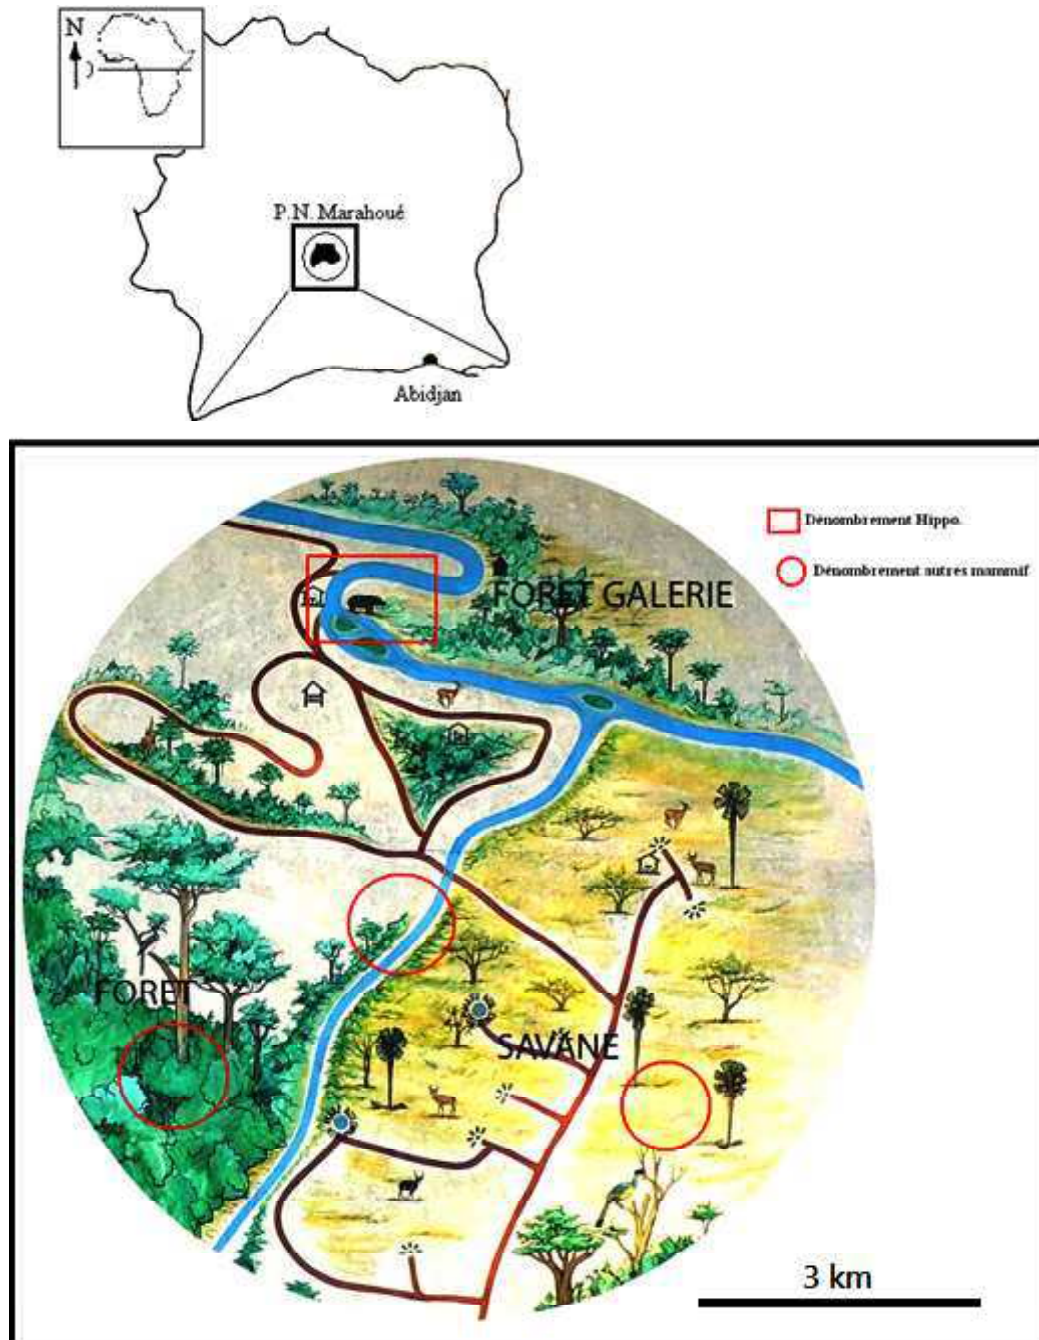 N
P.N. Marahoué
Abidjan
Dénombrement Hippo.
Dénombrement autres mammif
FORET GALERIE
FORET
SAVANE
3 km